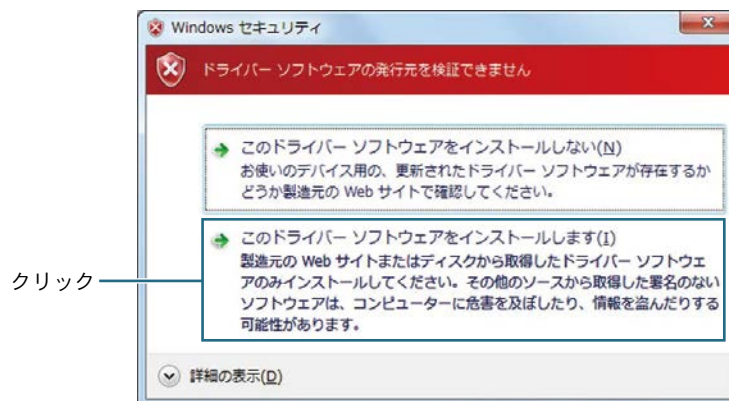 Windows セキュリティ
ドライバー ソフトウェアの発行元を検証できません
このドライバー ソフトウェアをインストールしない(N)
お使いのデバイス用の、更新されたドライバー ソフトウェアが存在するか
どうか製造元の Web サイトで確認してください。
このドライバー ソフトウェアをインストールします(I)
製造元の Web サイトまたはディスクから取得したドライバー ソフトウェ
アのみインストールしてください。その他のソースから取得した署名のない
ソフトウェアは、コンピューターに危害を及ぼしたり、情報を盗んだりする
可能性があります。
クリック
詳細の表示(D)